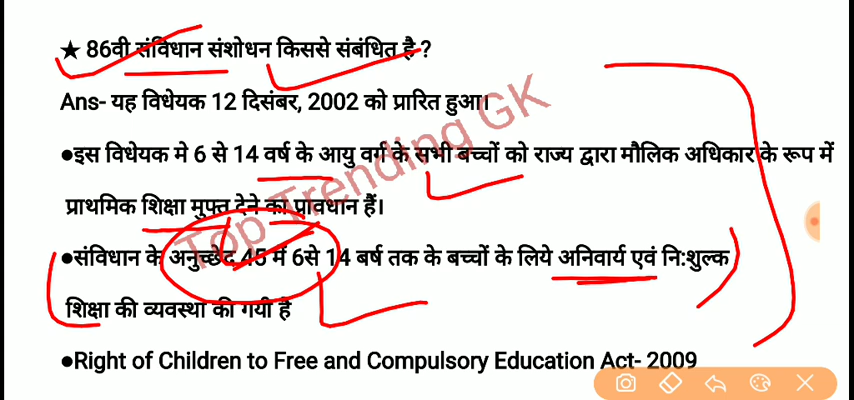 ★ 86वी संविधान संशोधन किससे संबंधित है ?
Ans- यह विधेयक 12 दिसंबर, 2002 को प्रारित हुआ।
●इस विधेयक मे 6 से 14 वर्ष के आयु वर्ग के सभी बच्चों को राज्य द्वारा मौलिक अधिकार के रूप में
प्राथमिक शिक्षा मुफ्त देने का प्रावधान हैं।
●संविधान के अनुच्छेद 45 में 6से 14 बर्ष तक के बच्चों के लिये अनिवार्य एवं नि:शुल्क
शिक्षा की व्यवस्था की गयी है
●Right of Children to Free and Compulsory Education Act- 2009
Top Trending GK